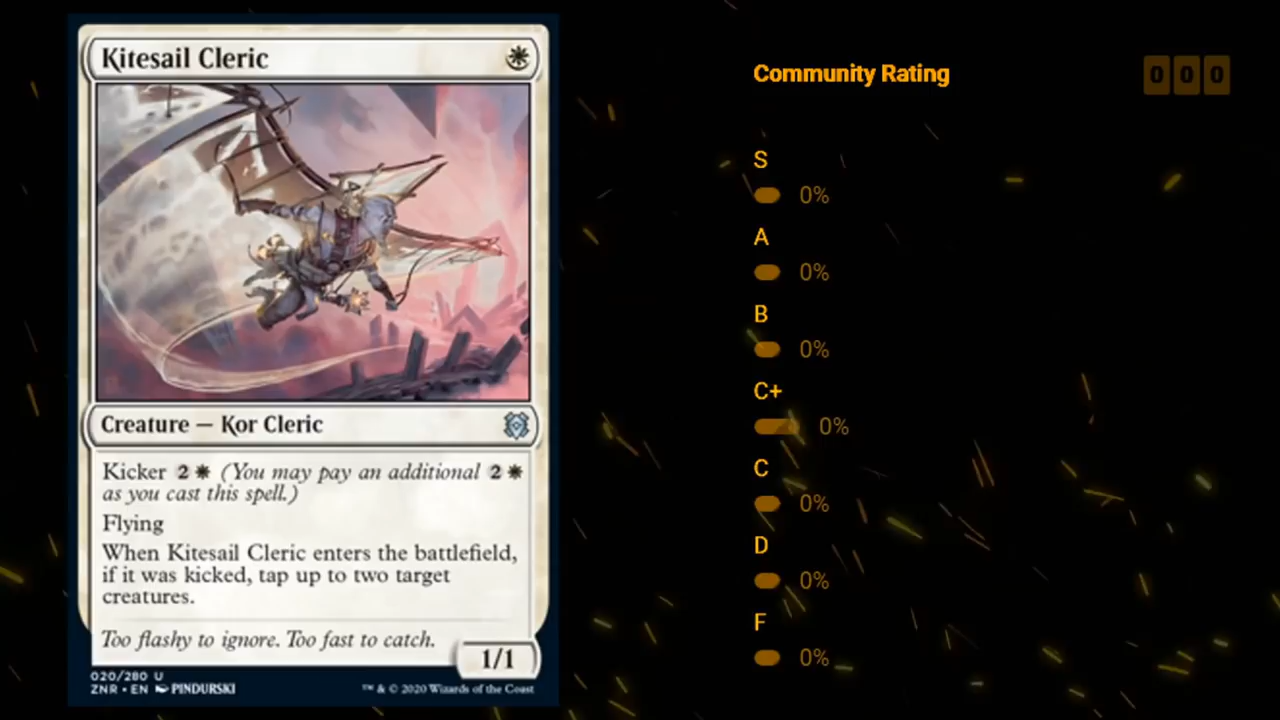 Kitesail Cleric
Creature — Kor Cleric
Kicker 2 (You may pay an additional 2
as you cast this spell.)
Flying
When Kitesail Cleric enters the battlefield,
if it was kicked, tap up to two target
creatures.
Too flashy to ignore. Too fast to catch.
1/1
020/280 U
ZNR • EN PINDURSKI
™ & © 2020 Wizards of the Coast
Community Rating
0 0 0
S
0%
A
0%
B
0%
C+
0%
C
0%
D
0%
F
0%